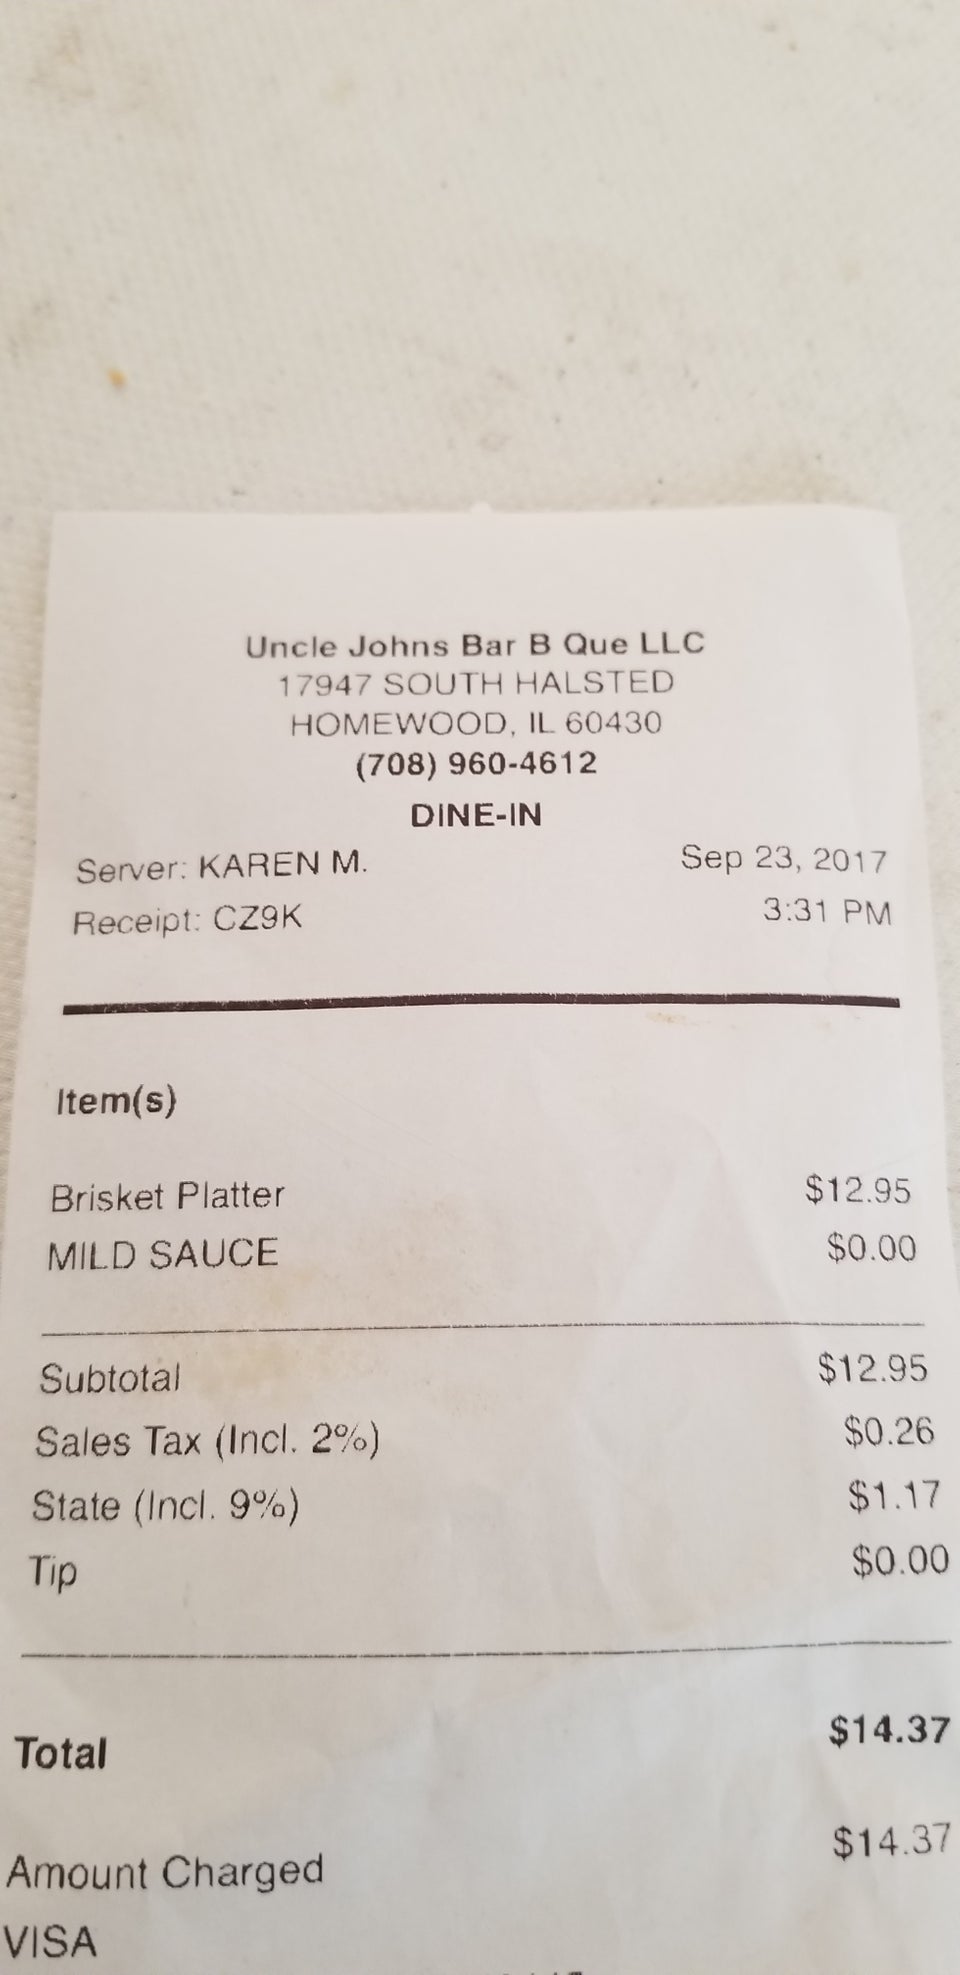 Uncle Johns Bar B Que LLC
17947 SOUTH HALSTED
HOMEWOOD, IL 60430
(708) 960-4612
DINE-IN
Server: KAREN M. Sep 23, 2017
Receipt: CZ9K 3:31 PM
Item(s)
Brisket Platter $12.95
MILD SAUCE $0.00
Subtotal $12.95
Sales Tax (Incl. 2%) $0.26
State (Incl. 9%) $1.17
Tip $0.00
Total $14.37
Amount Charged $14.37
VISA